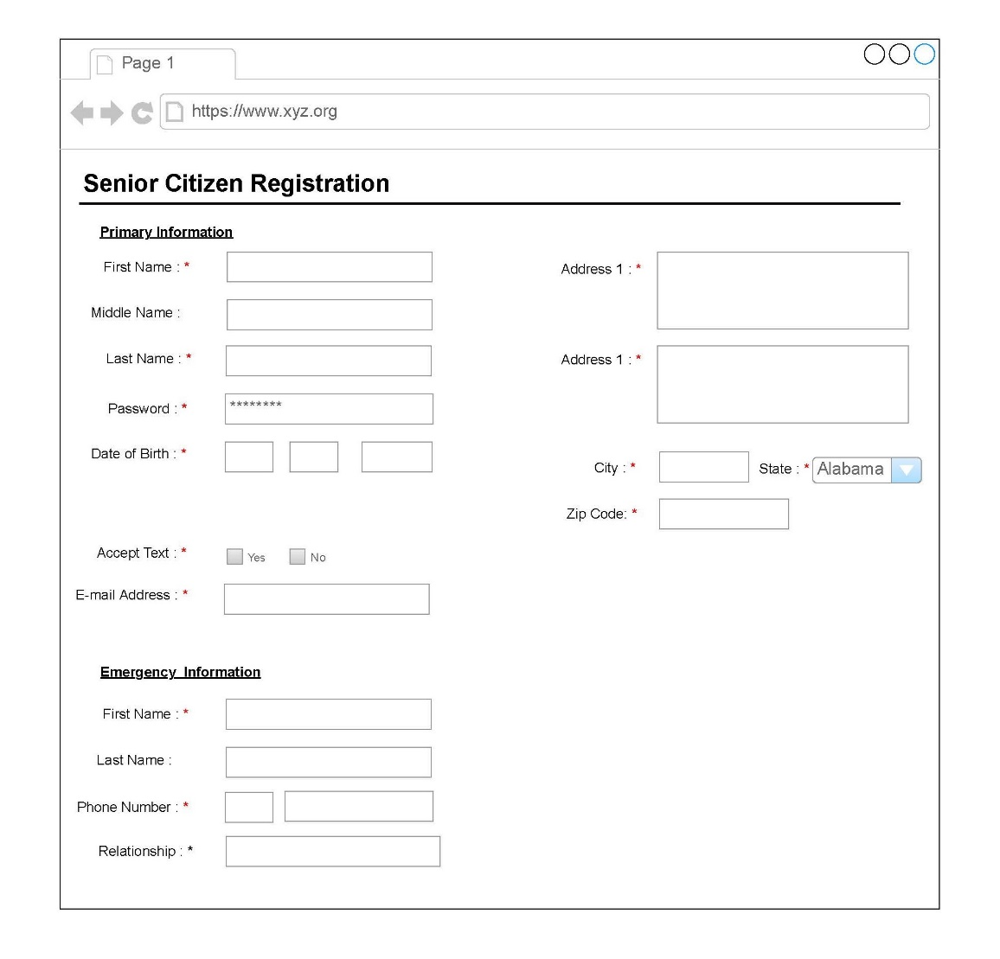 Page 1
https://www.xyz.org
Senior Citizen Registration
Primary Information
First Name : *
Middle Name :
Last Name : *
Password : * ********
Date of Birth : *
Accept Text : * Yes No
E-mail Address : *
Address 1 : *
Address 1 : *
City : * State : * Alabama
Zip Code: *
Emergency Information
First Name : *
Last Name :
Phone Number : *
Relationship : *